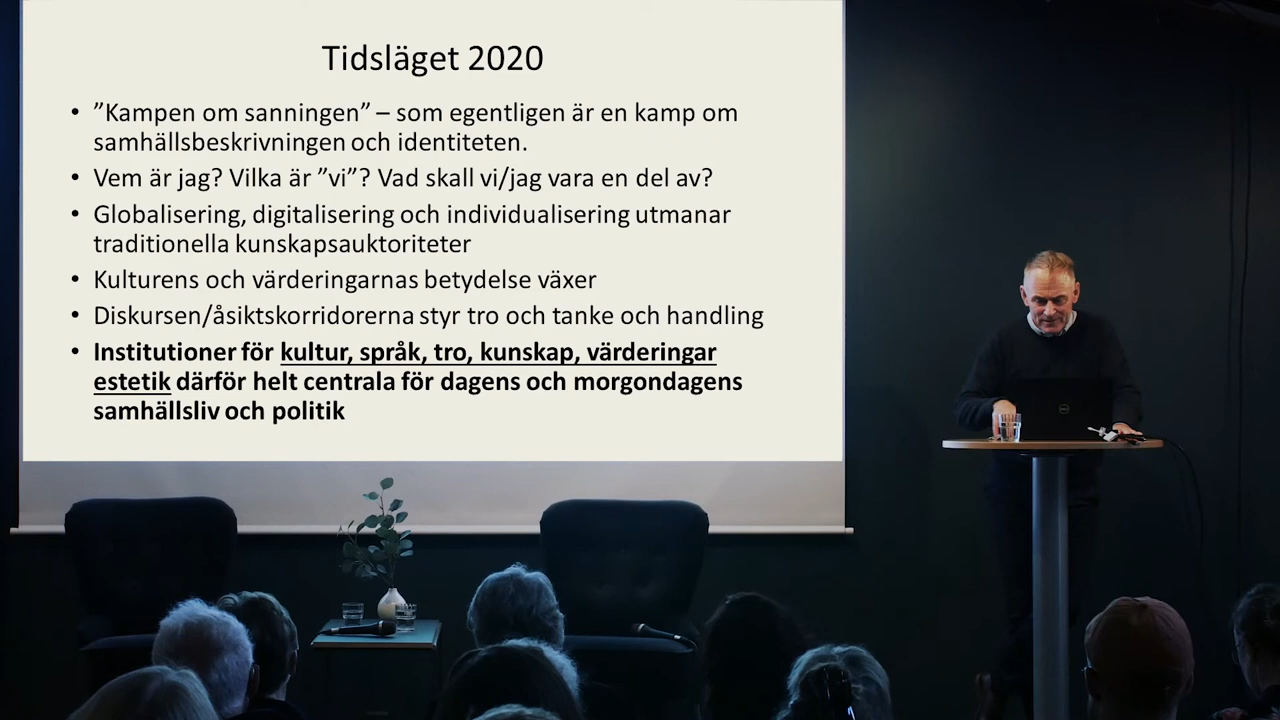 Tidsläget 2020
• ”Kampen om sanningen” – som egentligen är en kamp om
samhällsbeskrivningen och identiteten.
• Vem är jag? Vilka är ”vi”? Vad skall vi/jag vara en del av?
• Globalisering, digitalisering och individualisering utmanar
traditionella kunskapsauktoriteter
• Kulturens och värderingarnas betydelse växer
• Diskursen/åsiktskorridorerna styr tro och tanke och handling
• Institutioner för kultur, språk, tro, kunskap, värderingar
estetik därför helt centrala för dagens och morgondagens
samhällsliv och politik